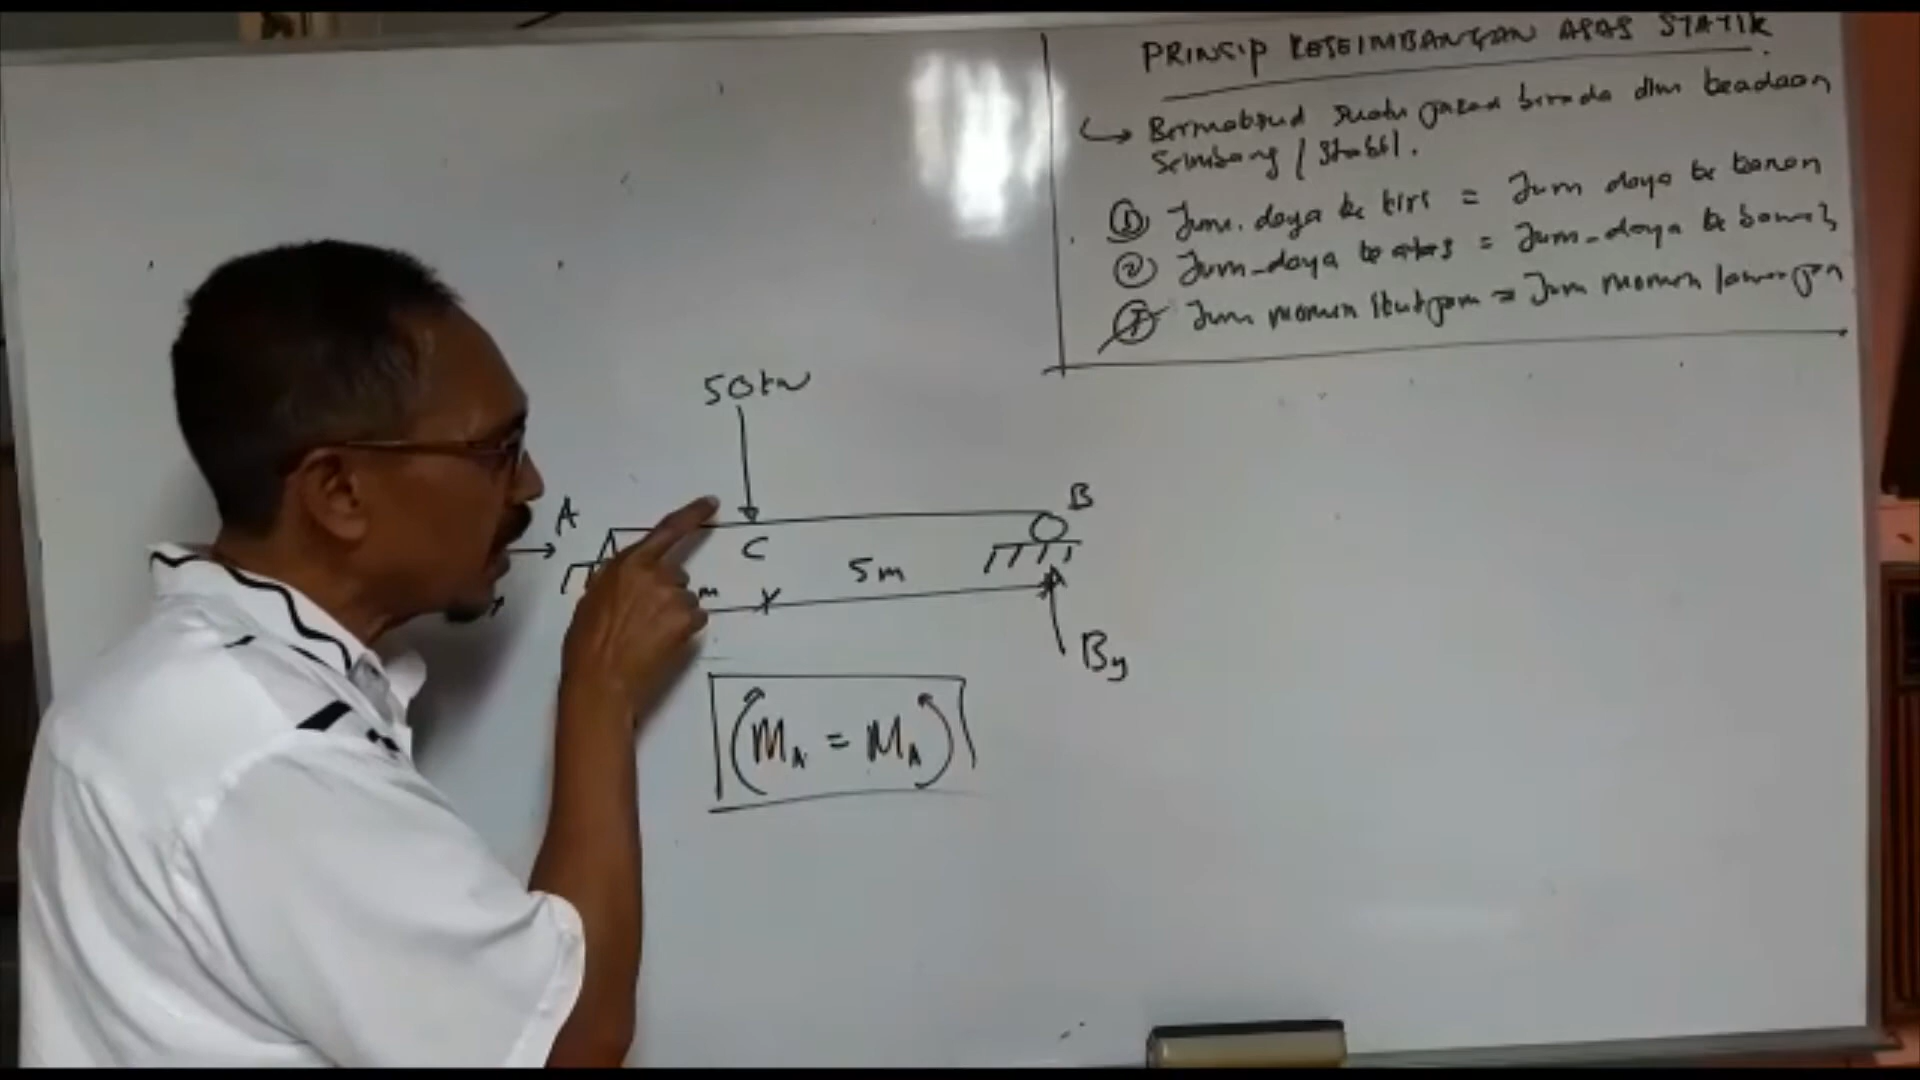 PRINSIP KESEIMBANGAN ASAS STATIK
Bermaksud suatu jasad berada dlm keadaan
Seimbang / Stabil.
① Jum. daya ke kiri = Jum daya ke kanan
② Jum. daya ke atas = Jum. daya ke bawah
③ Jum momen ikut jam = Jum momen lawan jam
50kN
A
B
C
m
5m
By
(MA = MA)